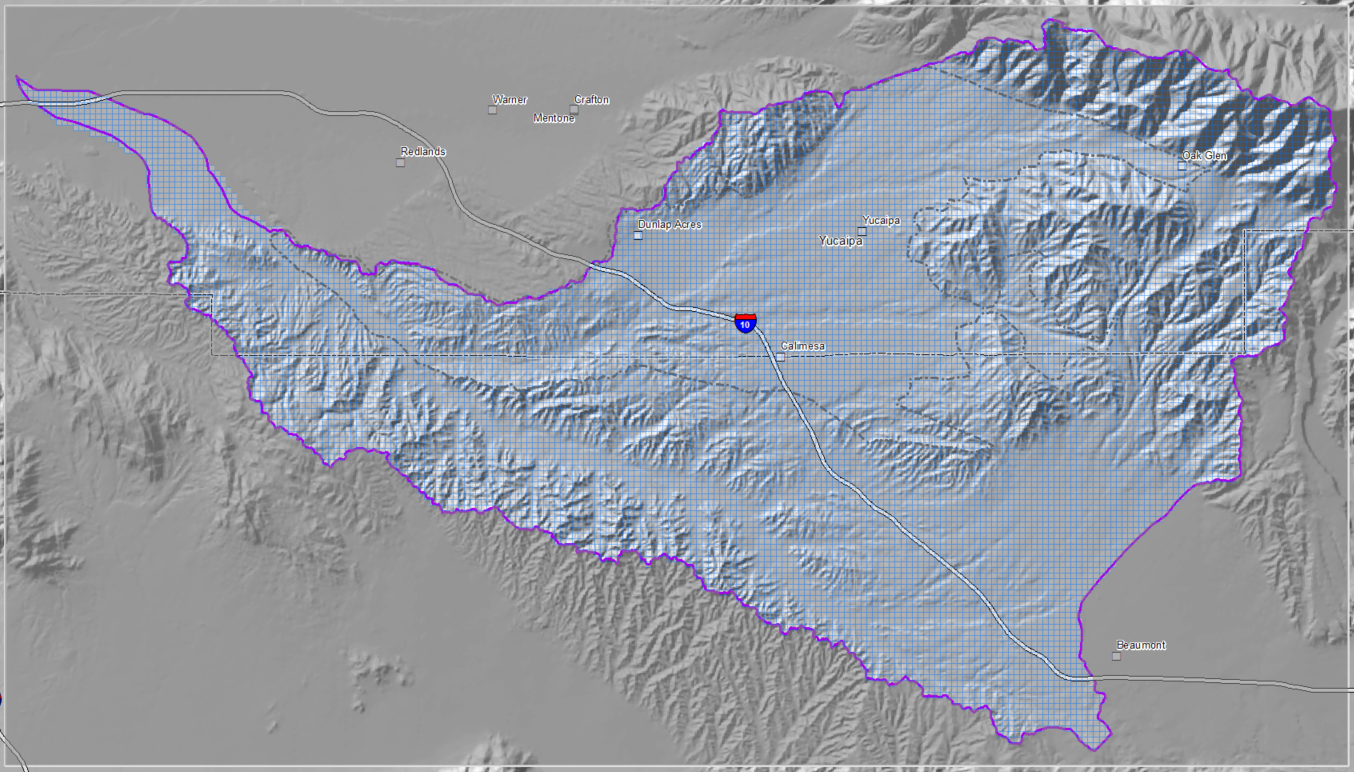 Warner
Crafton
Mentone
Redlands
Oak Glen
Dunlap Acres
Yucaipa
Yucaipa
10
Calimesa
Beaumont